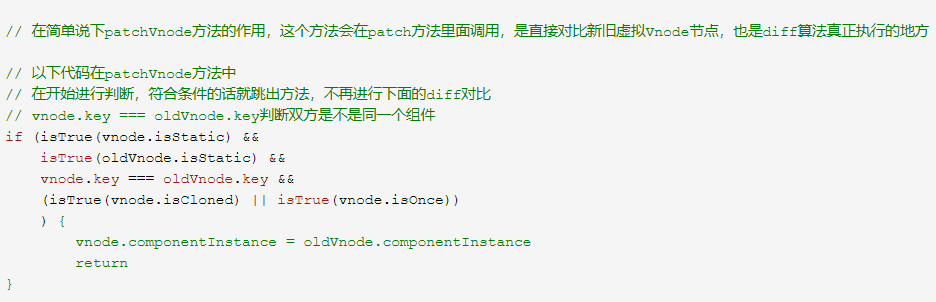 // 在简单说下patchVnode方法的作用，这个方法会在patch方法里面调用，是直接对比新旧虚拟Vnode节点，也是diff算法真正执行的地方
// 以下代码在patchVnode方法中
// 在开始进行判断，符合条件的话就跳出方法，不再进行下面的diff对比
// vnode.key === oldVnode.key判断双方是不是同一个组件
if (isTrue(vnode.isStatic) &&
    isTrue(oldVnode.isStatic) &&
    vnode.key === oldVnode.key &&
    (isTrue(vnode.isCloned) || isTrue(vnode.isOnce))
    ) {
        vnode.componentInstance = oldVnode.componentInstance
        return
}